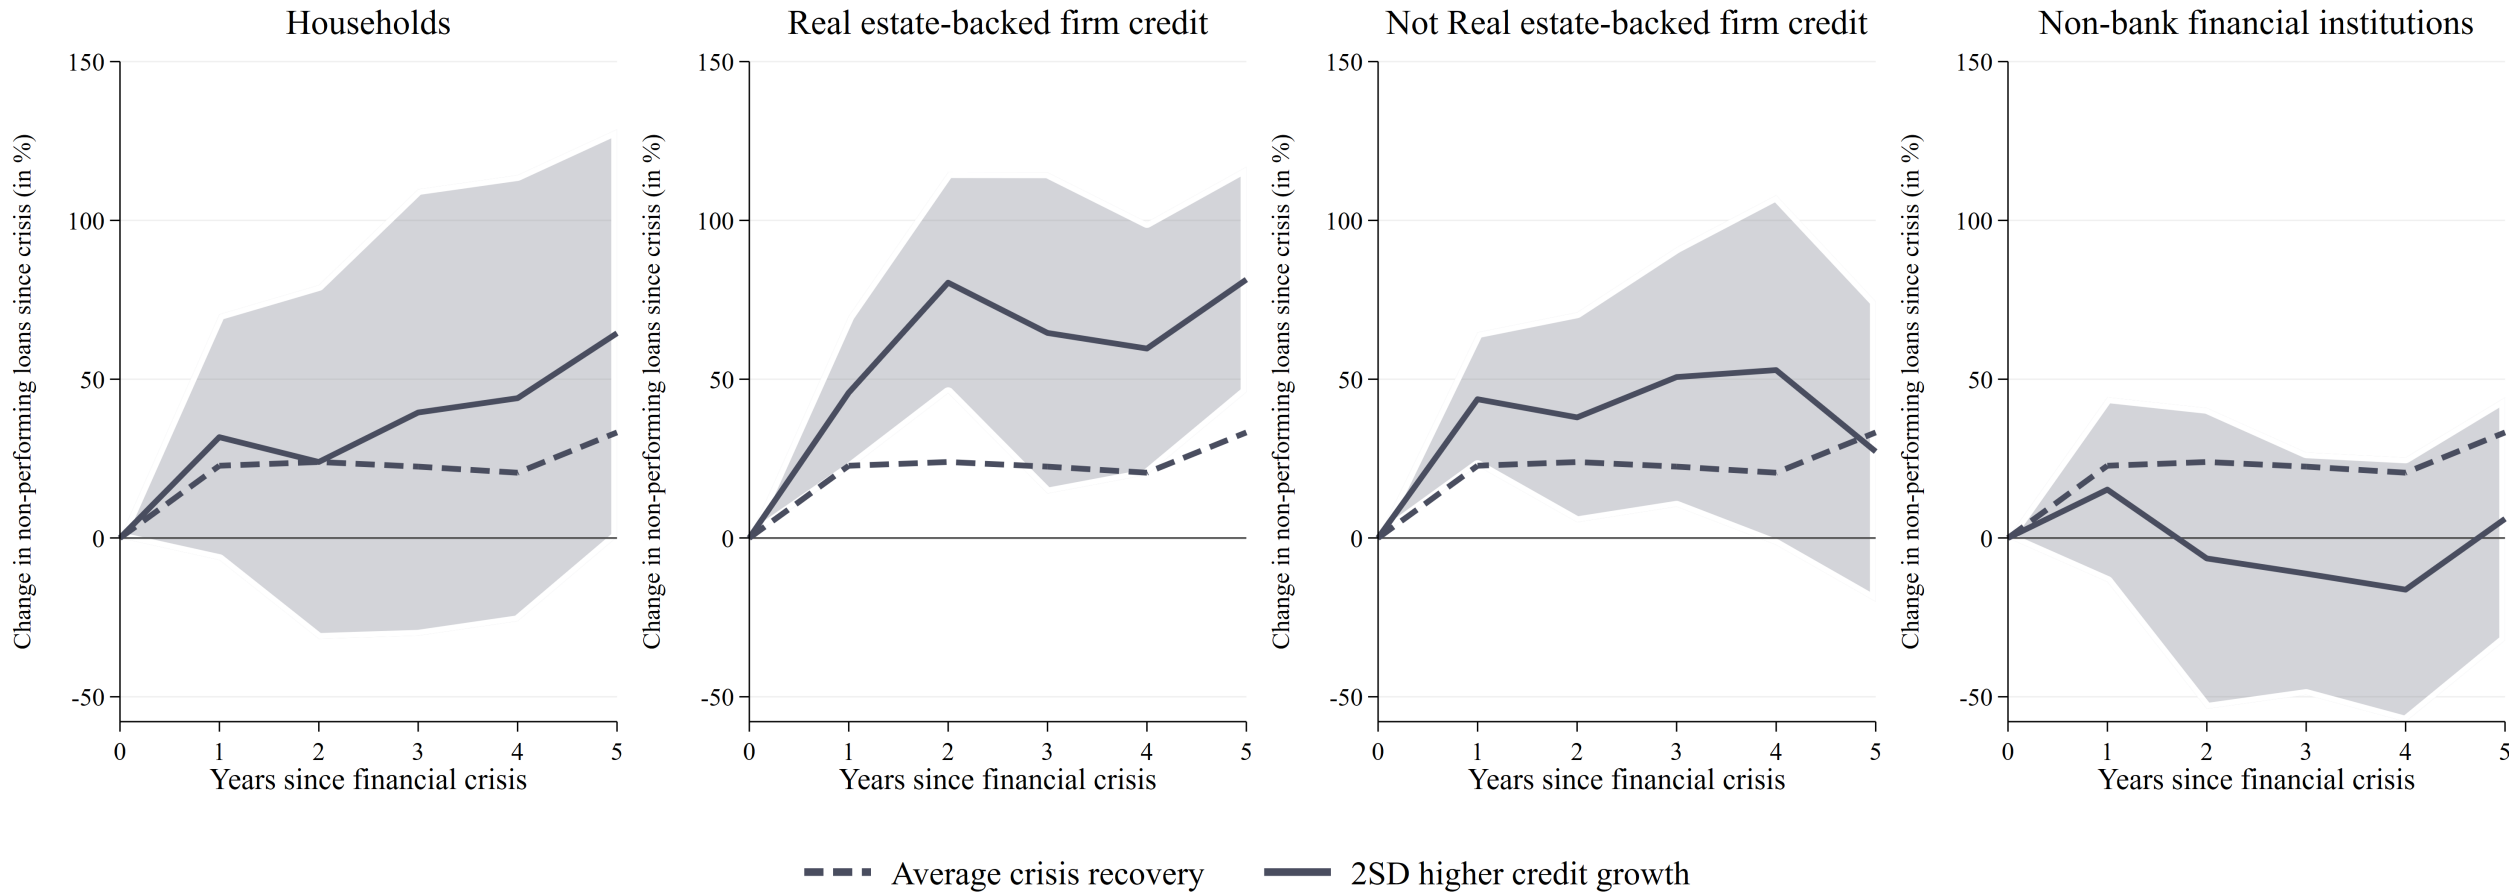 Households
Change in non-performing loans since crisis (in %)
150
100
50
0
-50
0 1 2 3 4 5
Years since financial crisis
Real estate-backed firm credit
Change in non-performing loans since crisis (in %)
150
100
50
0
-50
0 1 2 3 4 5
Years since financial crisis
Not Real estate-backed firm credit
Change in non-performing loans since crisis (in %)
150
100
50
0
-50
0 1 2 3 4 5
Years since financial crisis
Non-bank financial institutions
Change in non-performing loans since crisis (in %)
150
100
50
0
-50
0 1 2 3 4 5
Years since financial crisis
Average crisis recovery
2SD higher credit growth